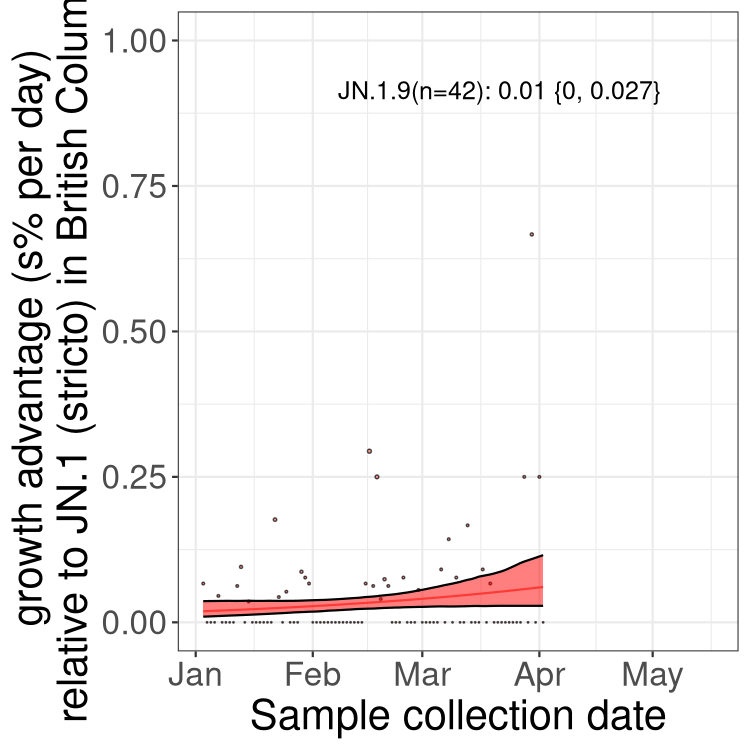 growth advantage (s% per day)
relative to JN.1 (stricto) in British Colum
1.00
0.75
0.50
0.25
0.00
JN.1.9(n=42): 0.01 {0, 0.027}
Jan Feb Mar Apr May
Sample collection date